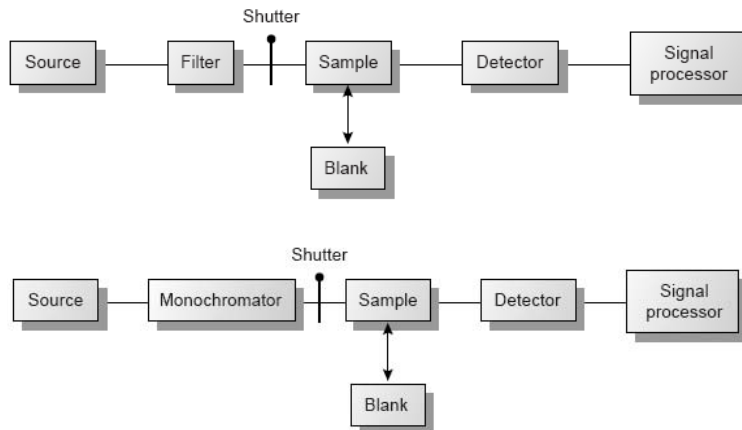 Shutter
Source
Filter
Sample
Detector
Signal
processor
Blank
Shutter
Source
Monochromator
Sample
Detector
Signal
processor
Blank